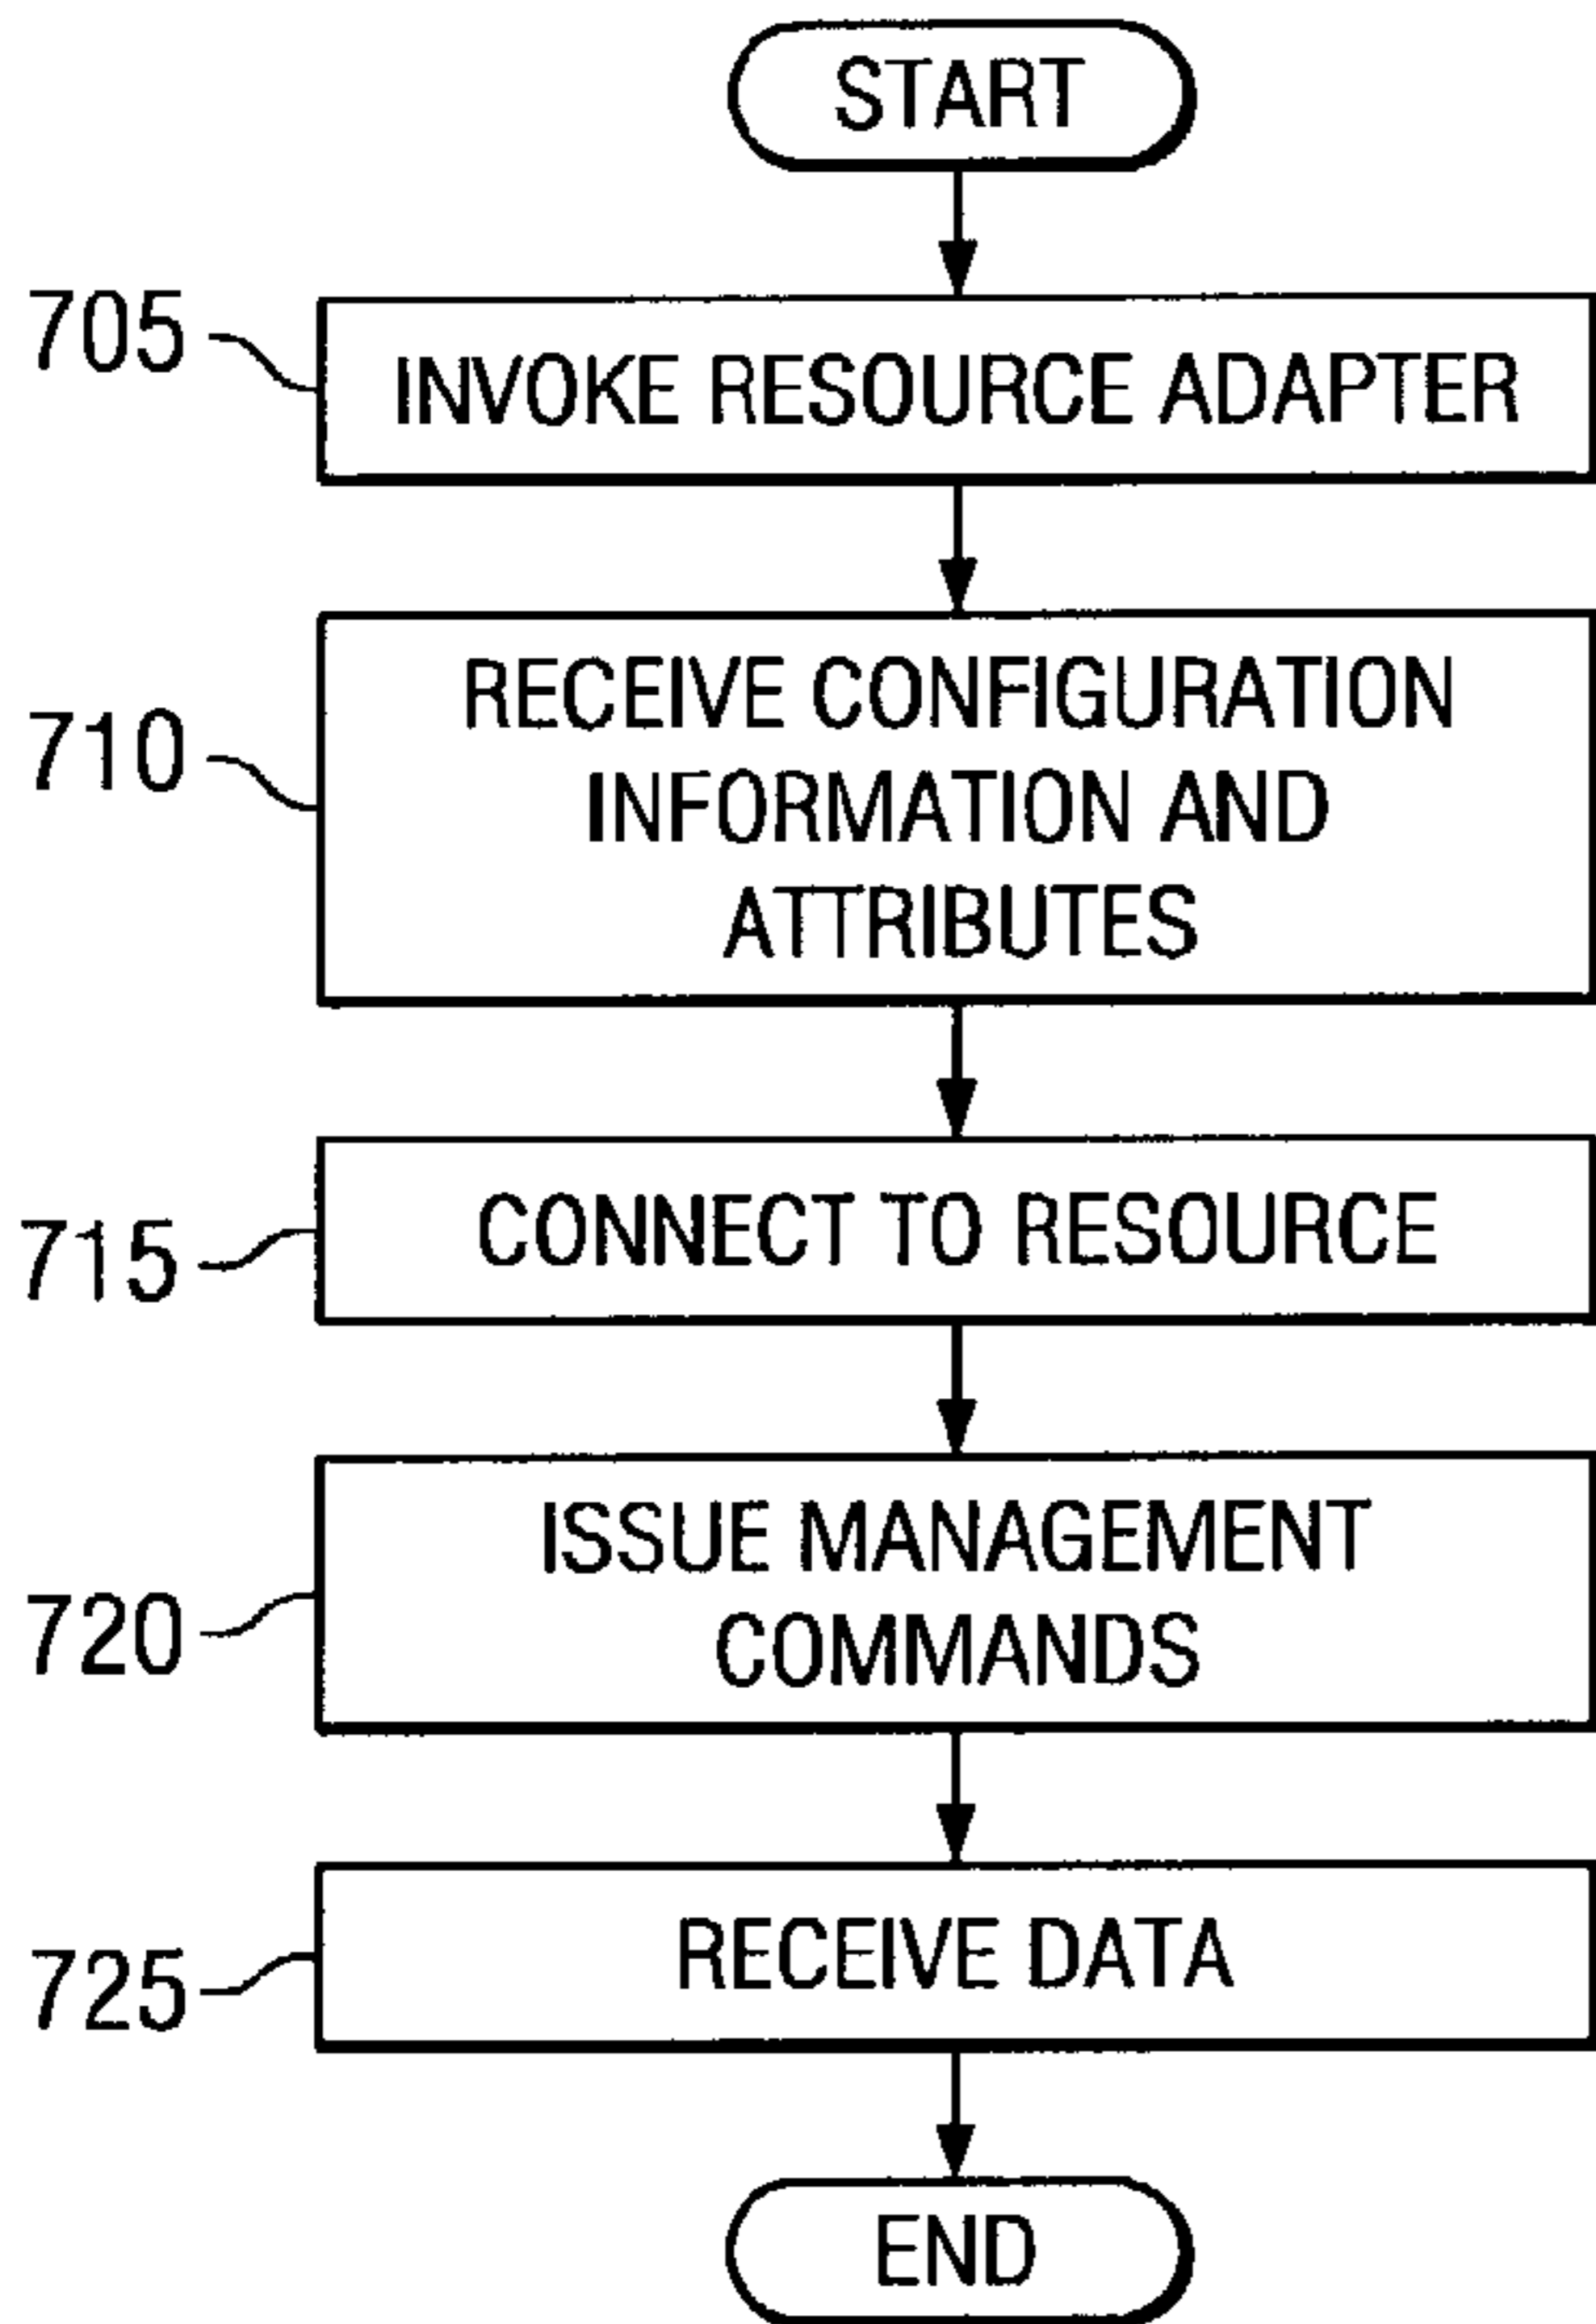 START
705
INVOKE RESOURCE ADAPTER
710
RECEIVE CONFIGURATION
INFORMATION AND
ATTRIBUTES
715
CONNECT TO RESOURCE
720
ISSUE MANAGEMENT
COMMANDS
725
RECEIVE DATA
END